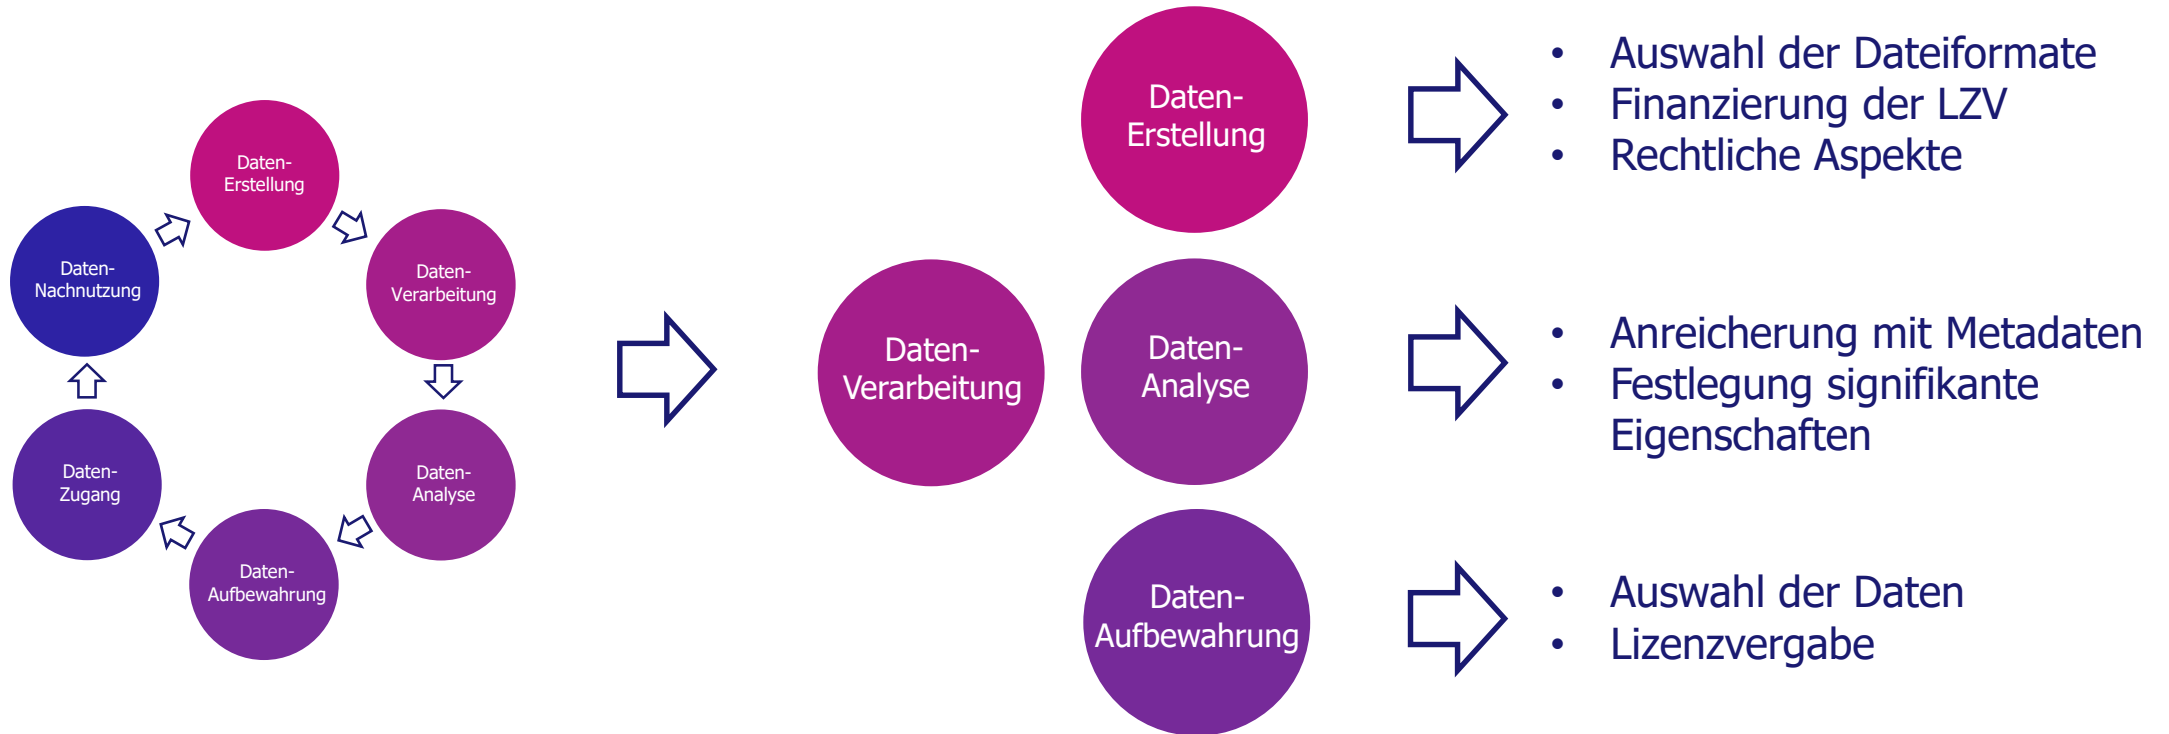 Daten-
Erstellung
Daten-
Verarbeitung
Daten-
Analyse
Daten-
Aufbewahrung
Daten-
Zugang
Daten-
Nachnutzung
Daten-
Erstellung
• Auswahl der Dateiformate
• Finanzierung der LZV
• Rechtliche Aspekte
Daten-
Verarbeitung
Daten-
Analyse
• Anreicherung mit Metadaten
• Festlegung signifikante
Eigenschaften
Daten-
Aufbewahrung
• Auswahl der Daten
• Lizenzvergabe